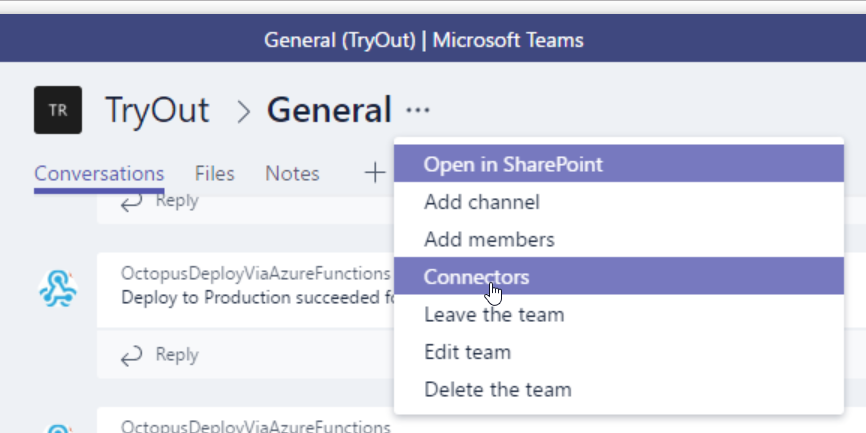 General (TryOut) | Microsoft Teams
TR
TryOut > General ···
Conversations Files Notes +
Open in SharePoint
Add channel
Add members
Connectors
Leave the team
Edit team
Delete the team
Reply
OctopusDeployViaAzureFunctions
Deploy to Production succeeded
Reply
OctopusDeployViaAzureFunctions